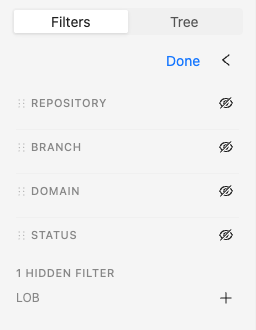 Filters
Tree
Done
REPOSITORY
BRANCH
DOMAIN
STATUS
1 HIDDEN FILTER
LOB